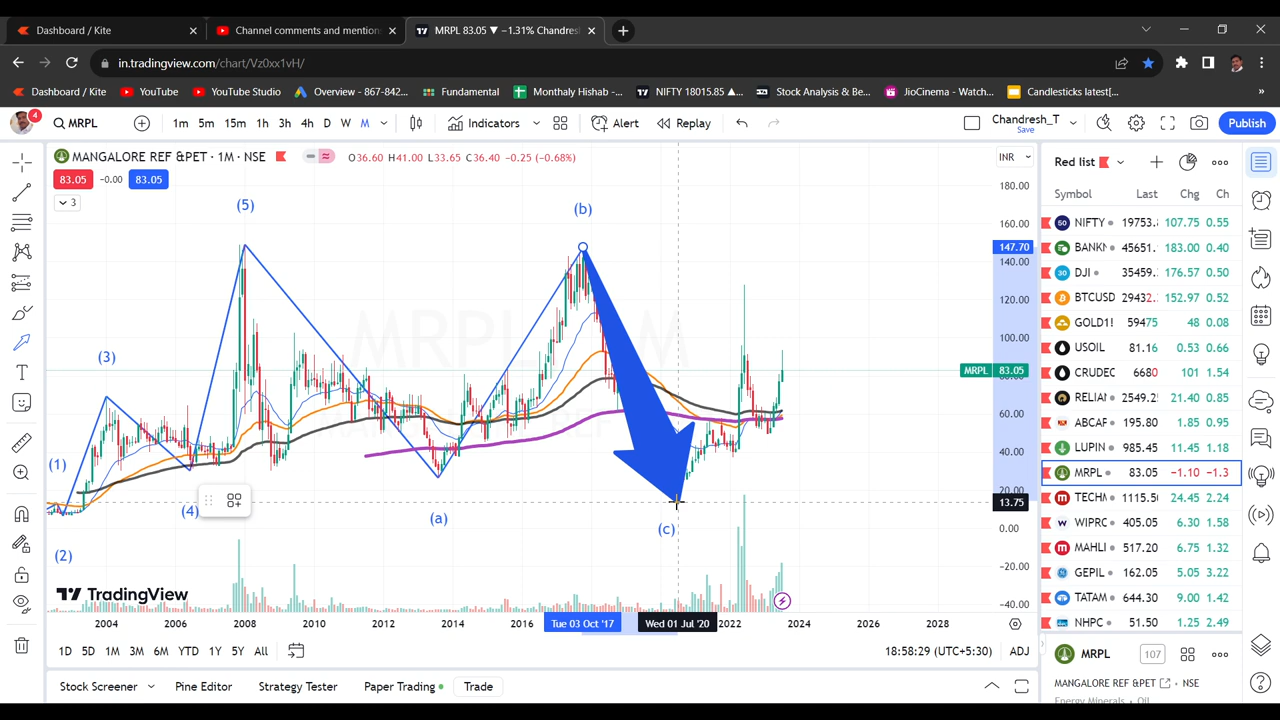 Dashboard / Kite
Channel comments and mention
MRPL 83.05 ▼ −1.31% Chandresh
in.tradingview.com/chart/Vz0xx1vH/
Dashboard / Kite YouTube YouTube Studio Overview - 867-842... Fundamental Monthaly Hishab -... NIFTY 18015.85 ▲... Stock Analysis & Be... JioCinema - Watch... Candlesticks latest[... »
4 MRPL 1m 5m 15m 1h 3h 4h D W M Indicators Alert Replay Chandresh_T Save Publish
MANGALORE REF &PET · 1M · NSE O36.60 H41.00 L33.65 C36.40 −0.25 (−0.68%) INR
83.05 −0.00 83.05
3
Red list
Symbol Last Chg Ch
NIFTY 19753.8 107.75 0.55
BANKN 45651. 183.00 0.40
DJI 35459. 176.57 0.50
BTCUSD 29432. 152.97 0.52
GOLD1! 59475 48 0.08
USOIL 81.16 0.53 0.66
CRUDEC 6680 101 1.54
RELIAN 2549.2 21.40 0.85
ABCAF 195.80 1.85 0.95
LUPIN 985.45 11.45 1.18
MRPL 83.05 −1.10 −1.3
TECHM 1115.50 24.45 2.24
WIPRC 405.05 6.30 1.58
MAHLI 517.20 6.75 1.32
GEPIL 162.05 5.05 3.22
TATAM 644.30 9.00 1.42
NHPC 51.50 1.25 2.49
180.00
160.00
147.70
140.00
120.00
100.00
MRPL 83.05
80.00
60.00
40.00
20.00
13.75
0.00
−20.00
−40.00
(1)
(2)
(3)
(4)
(5)
(a)
(b)
(c)
TradingView
2004 2006 2008 2010 2012 2014 2016 Tue 03 Oct '17 Wed 01 Jul '20 2022 2024 2026 2028
1D 5D 1M 3M 6M YTD 1Y 5Y All 18:58:29 (UTC+5:30) ADJ
Stock Screener Pine Editor Strategy Tester Paper Trading Trade
MRPL 107
MANGALORE REF &PET NSE
Energy Minerals · Oil